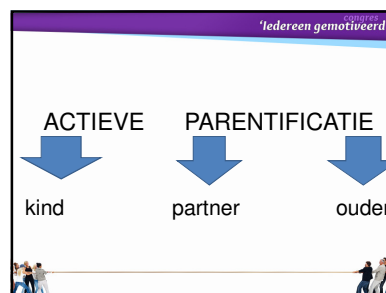 congres
'Iedereen gemotiveerd
ACTIEVE PARENTIFICATIE
kind partner ouder